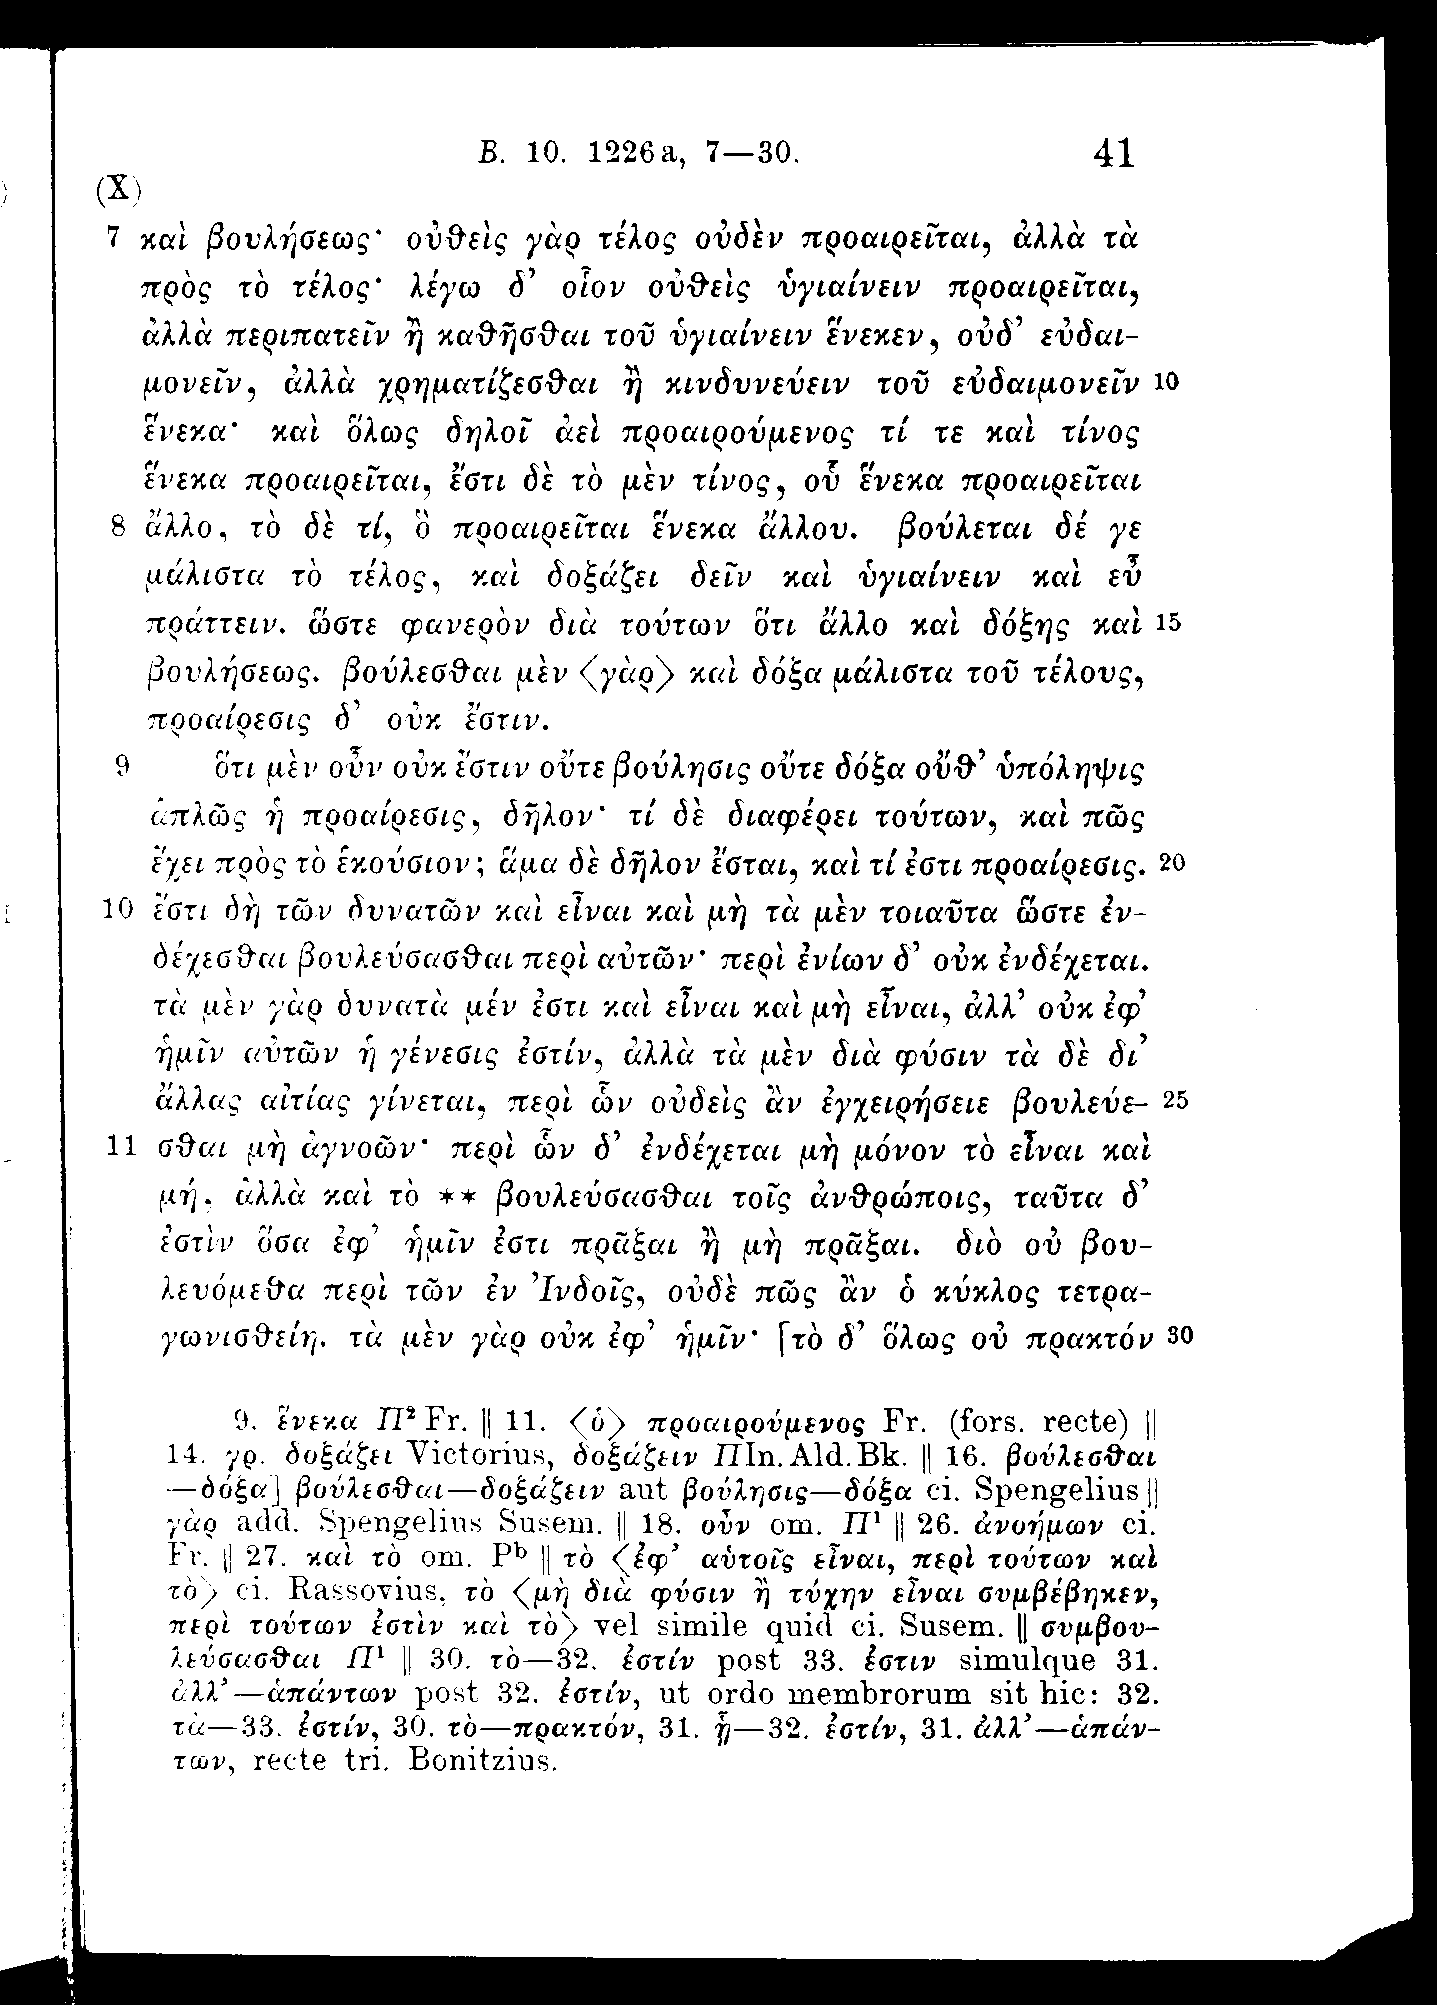 B. 10. 1226a, 7—30. 41
(X)
7 καὶ βουλήσεως· οὐθεὶς γὰρ τέλος οὐδὲν προαιρεῖται, ἀλλὰ τὰ
πρὸς τὸ τέλος· λέγω δ’ οἷον οὐθεὶς ὑγιαίνειν προαιρεῖται,
ἀλλὰ περιπατεῖν ἢ καθῆσθαι τοῦ ὑγιαίνειν ἕνεκεν, οὐδ’ εὐδαι-
μονεῖν, ἀλλὰ χρηματίζεσθαι ἢ κινδυνεύειν τοῦ εὐδαιμονεῖν 10
ἕνεκα· καὶ ὅλως δηλοῖ ἀεὶ προαιρούμενος τί τε καὶ τίνος
ἕνεκα προαιρεῖται, ἔστι δὲ τὸ μὲν τίνος, οὗ ἕνεκα προαιρεῖται
8 ἄλλο, τὸ δὲ τί, ὃ προαιρεῖται ἕνεκα ἄλλου. βούλεται δέ γε
μάλιστα τὸ τέλος, καὶ δοξάζει δεῖν καὶ ὑγιαίνειν καὶ εὖ
πράττειν. ὥστε φανερὸν διὰ τούτων ὅτι ἄλλο καὶ δόξης καὶ 15
βουλήσεως. βούλεσθαι μὲν ⟨γὰρ⟩ καὶ δόξα μάλιστα τοῦ τέλους,
προαίρεσις δ’ οὐκ ἔστιν.
9 ὅτι μὲν οὖν οὐκ ἔστιν οὔτε βούλησις οὔτε δόξα οὔθ’ ὑπόληψις
ἁπλῶς ἡ προαίρεσις, δῆλον· τί δὲ διαφέρει τούτων, καὶ πῶς
ἔχει πρὸς τὸ ἑκούσιον; ἅμα δὲ δῆλον ἔσται, καὶ τί ἐστι προαίρεσις. 20
10 ἔστι δὴ τῶν δυνατῶν καὶ εἶναι καὶ μὴ τὰ μὲν τοιαῦτα ὥστε ἐν-
δέχεσθαι βουλεύσασθαι περὶ αὐτῶν· περὶ ἐνίων δ’ οὐκ ἐνδέχεται.
τὰ μὲν γὰρ δυνατὰ μέν ἐστι καὶ εἶναι καὶ μὴ εἶναι, ἀλλ’ οὐκ ἐφ’
ἡμῖν αὐτῶν ἡ γένεσις ἐστίν, ἀλλὰ τὰ μὲν διὰ φύσιν τὰ δὲ δι’
ἄλλας αἰτίας γίνεται, περὶ ὧν οὐδεὶς ἂν ἐγχειρήσειε βουλεύε- 25
11 σθαι μὴ ἀγνοῶν· περὶ ὧν δ’ ἐνδέχεται μὴ μόνον τὸ εἶναι καὶ
μή, ἀλλὰ καὶ τὸ ** βουλεύσασθαι τοῖς ἀνθρώποις, ταῦτα δ’
ἐστὶν ὅσα ἐφ’ ἡμῖν ἐστι πρᾶξαι ἢ μὴ πρᾶξαι. διὸ οὐ βου-
λευόμεθα περὶ τῶν ἐν Ἰνδοῖς, οὐδὲ πῶς ἂν ὁ κύκλος τετρα-
γωνισθείη. τὰ μὲν γὰρ οὐκ ἐφ’ ἡμῖν· [τὸ δ’ ὅλως οὐ πρακτόν 30
9. ἕνεκα Π² Fr. || 11. ⟨ὁ⟩ προαιρούμενος Fr. (fors. recte) ||
14. γρ. δοξάζει Victorius, δοξάζειν ΠIn. Ald. Bk. || 16. βούλεσθαι
—δόξα] βούλεσθαι—δοξάζειν aut βούλησις—δόξα ci. Spengelius ||
γὰρ add. Spengelius Susem. || 18. οὖν om. Π¹ || 26. ἀνοήμων ci.
Fr. || 27. καὶ τὸ om. Pᵇ || τὸ ⟨ἐφ’ αὑτοῖς εἶναι, περὶ τούτων καὶ
τὸ⟩ ci. Rassovius, τὸ ⟨μὴ διὰ φύσιν ἢ τύχην εἶναι συμβέβηκεν,
περὶ τούτων ἐστὶν καὶ τὸ⟩ vel simile quid ci. Susem. || συμβου-
λεύσασθαι Π¹ || 30. τὸ—32. ἐστίν post 33. ἐστιν simulque 31.
ἀλλ’—ἁπάντων post 32. ἐστίν, ut ordo membrorum sit hic: 32.
τὰ—33. ἐστίν, 30. τὸ—πρακτόν, 31. ᾗ—32. ἐστίν, 31. ἀλλ’—ἁπάν-
των, recte tri. Bonitzius.